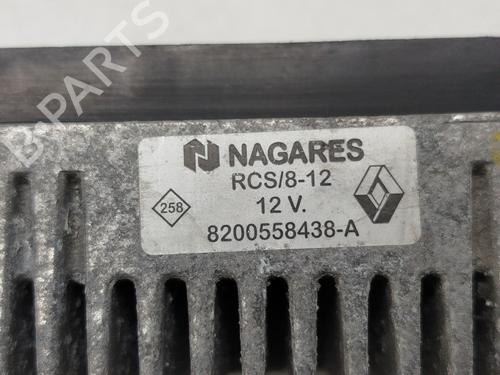 NAGARES
RCS/8-12
258
12 V.
8200558438-A
B-PARTS